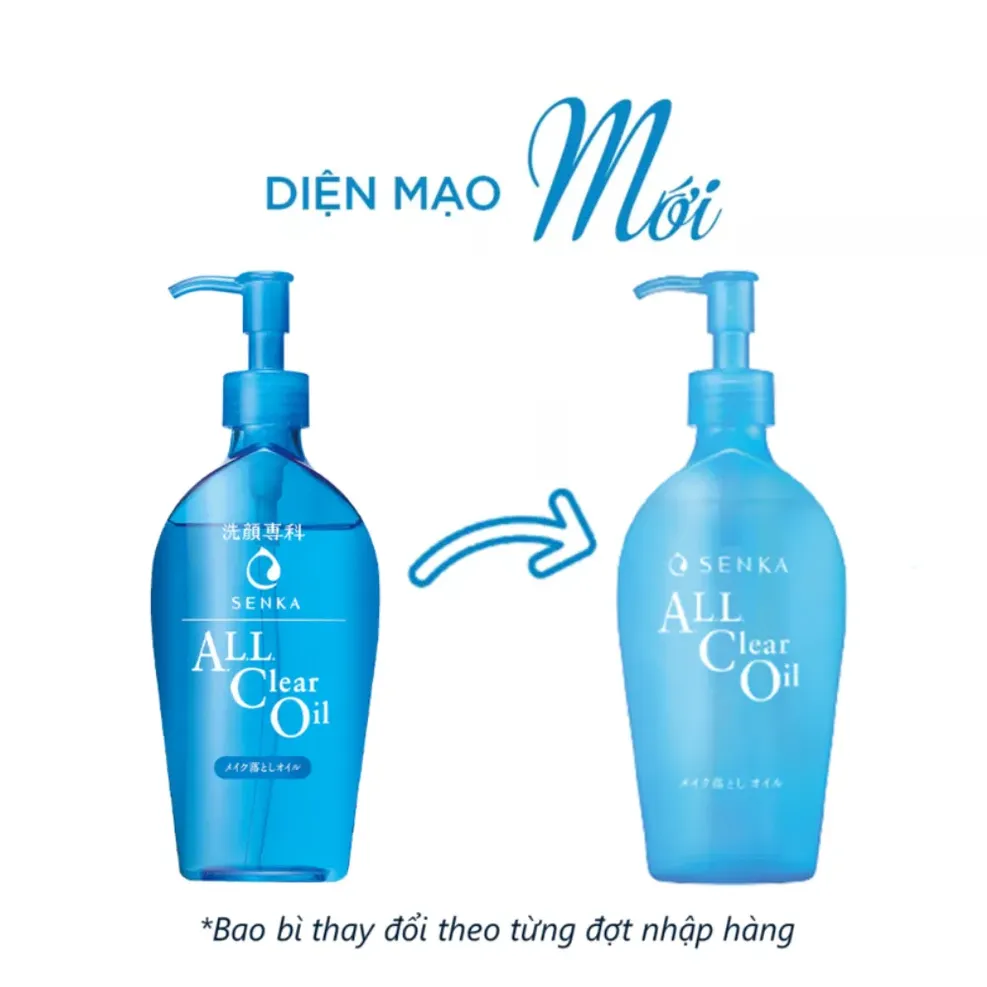 DIỆN MẠO Mới
洗顔専科
SENKA
A.L.L.
Clear
Oil
メイク落としオイル
SENKA
ALL
Clear
Oil
メイク落としオイル
*Bao bì thay đổi theo từng đợt nhập hàng